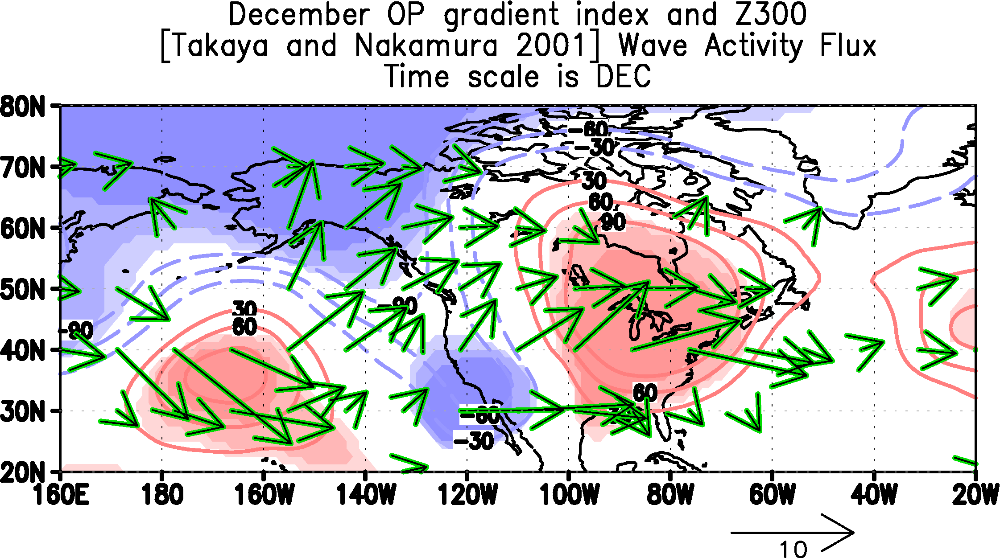 December OP gradient index and Z300
[Takaya and Nakamura 2001] Wave Activity Flux
Time scale is DEC
80N
-60
-30
70N
30
60
90
60N
50N
30
-90
60
-90
40N
60
30N
-60
-30
20N
160E 180 160W 140W 120W 100W 80W 60W 40W 20W
10